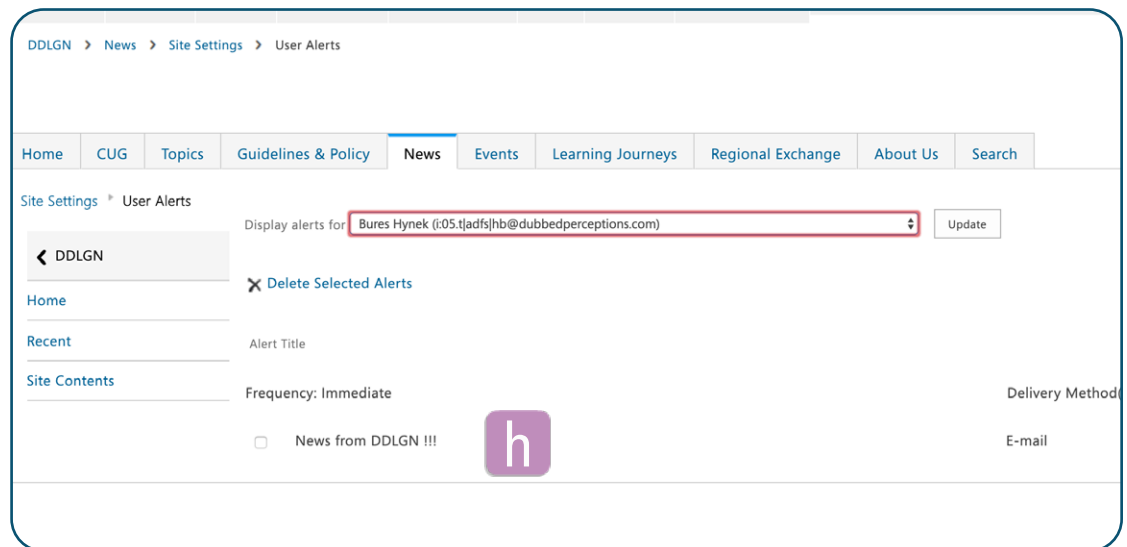 DDLGN > News > Site Settings > User Alerts
Home CUG Topics Guidelines & Policy News Events Learning Journeys Regional Exchange About Us Search
Site Settings User Alerts
Display alerts for Bures Hynek (i:05.t|adfs|hb@dubbedperceptions.com) Update
DDLGN
Delete Selected Alerts
Home
Recent
Alert Title
Site Contents
Frequency: Immediate Delivery Method(
News from DDLGN !!! h E-mail